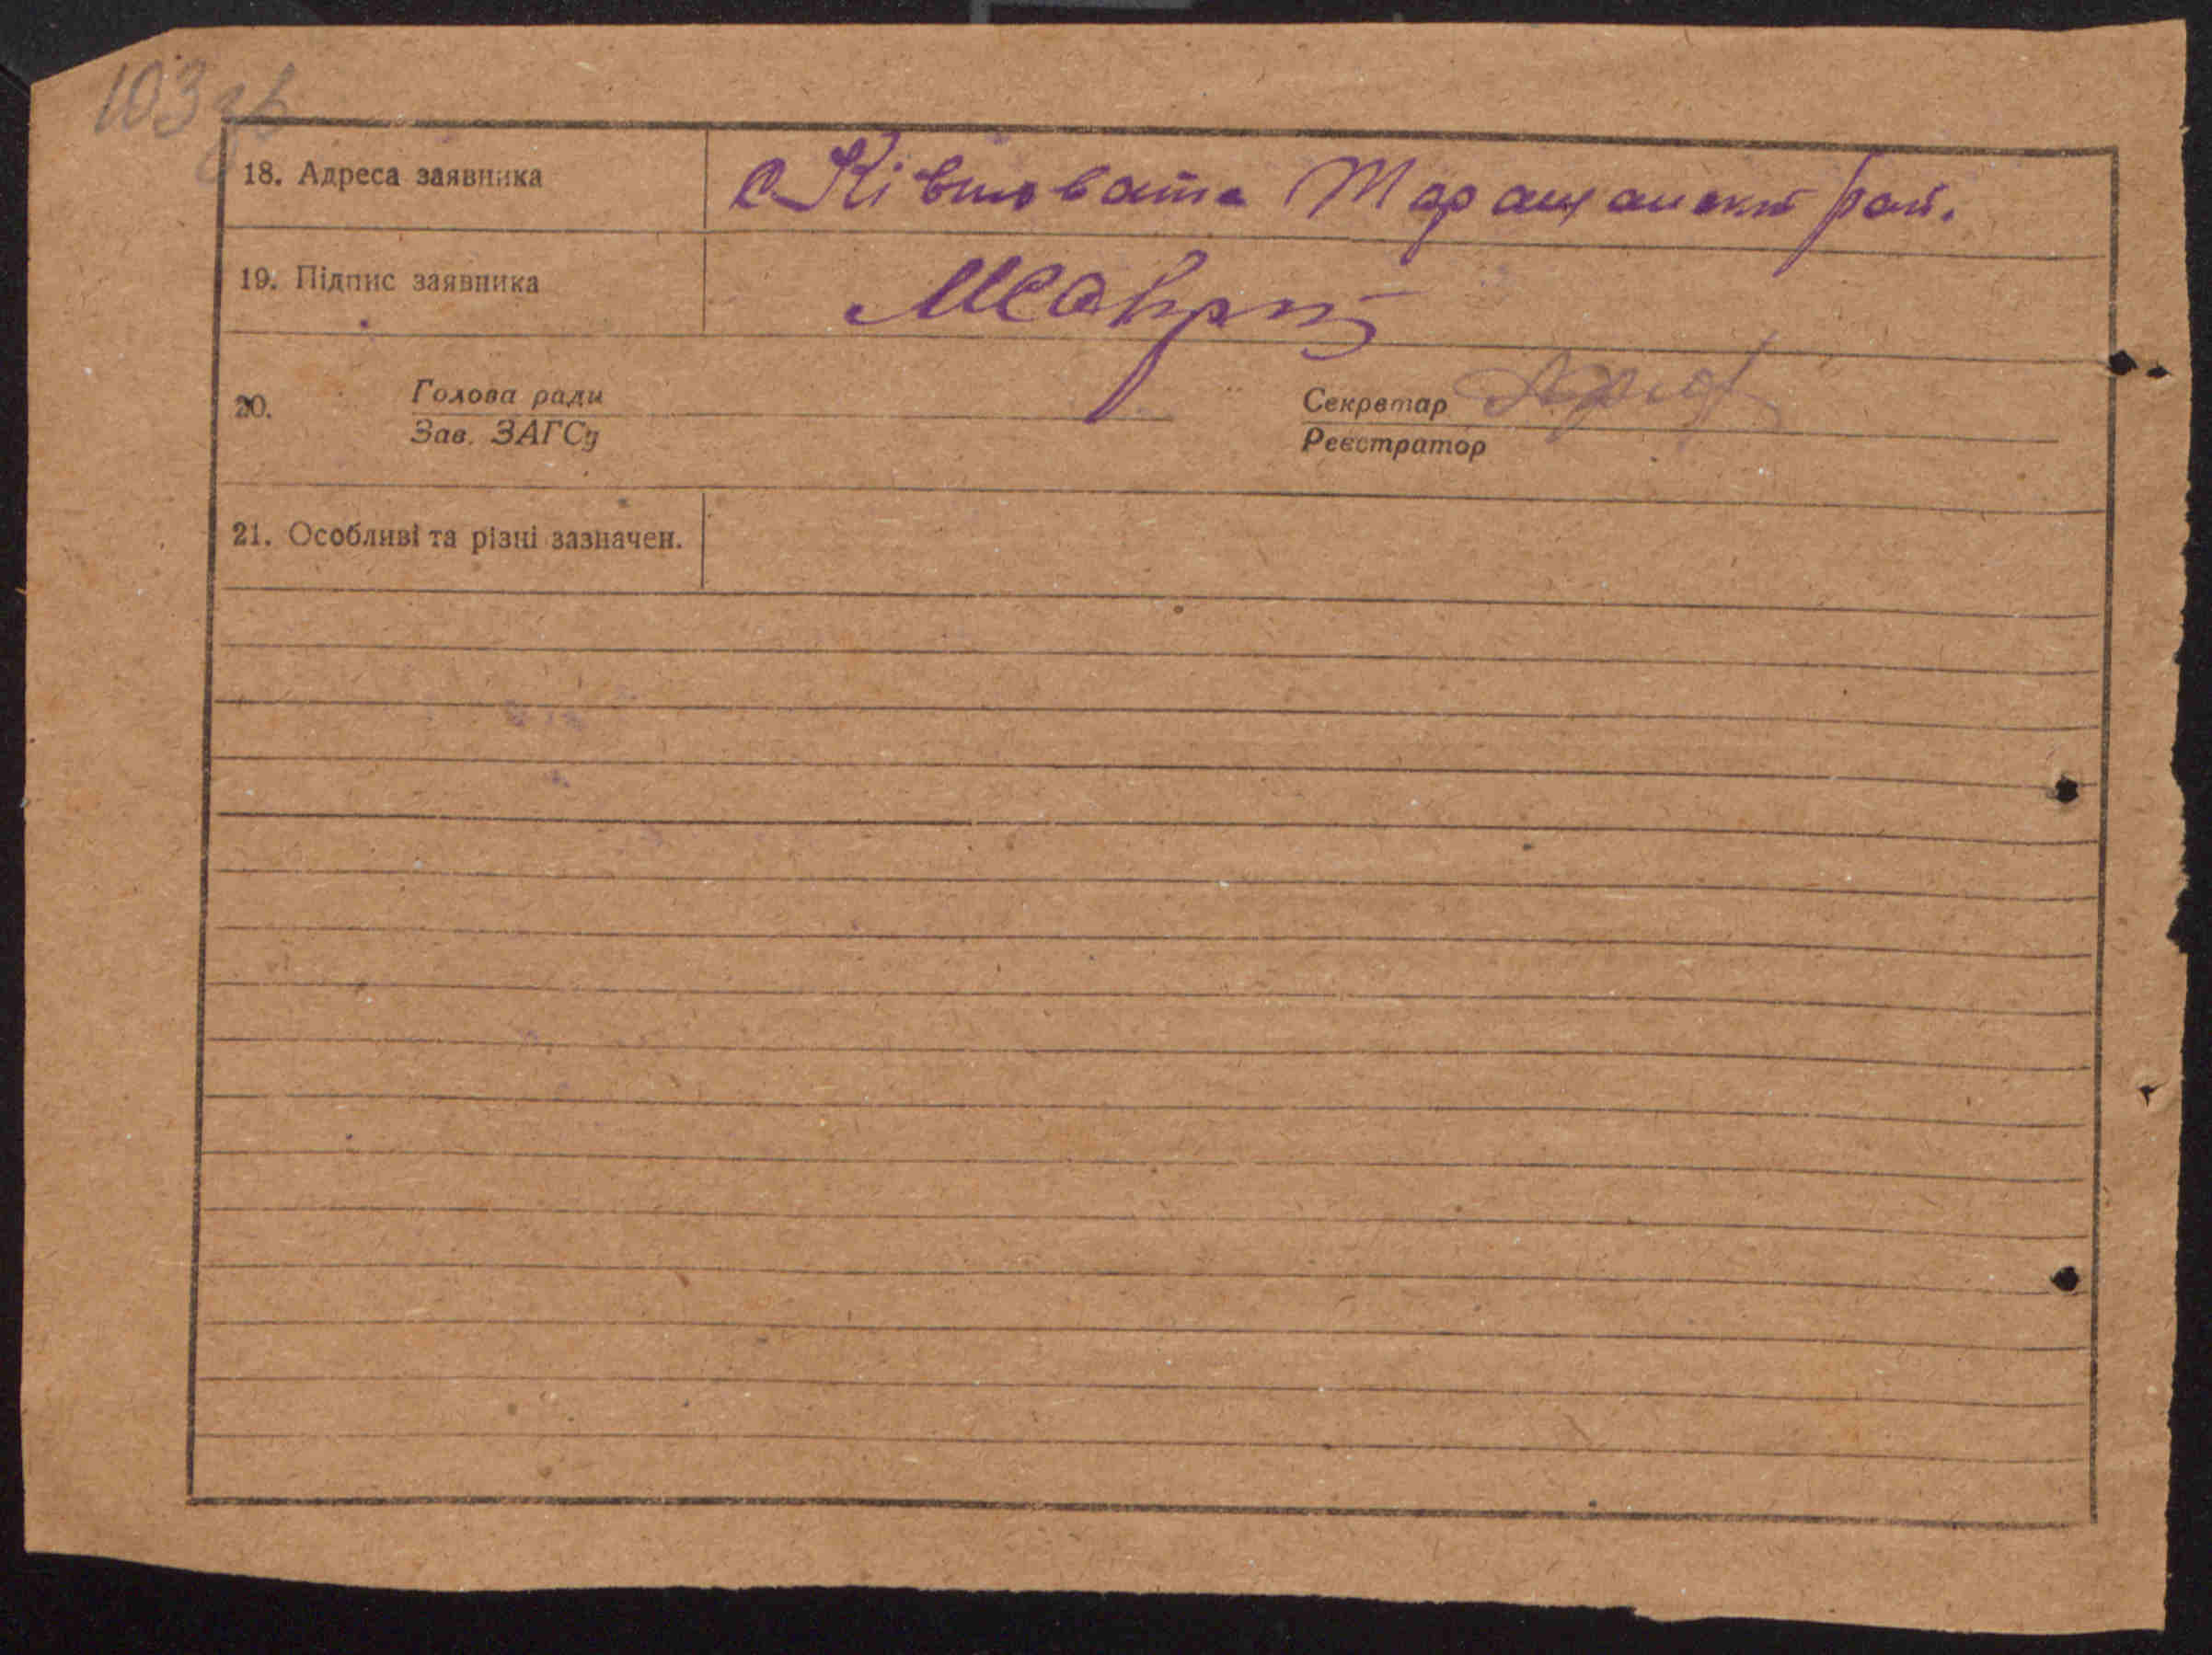 103зв
18. Адреса заявника с Ківшовата Таращанский рай.
19. Підпис заявника
20. Голова ради Секретар
Зав. ЗАГСу Реєстратор
21. Особливі та різні зазначен.